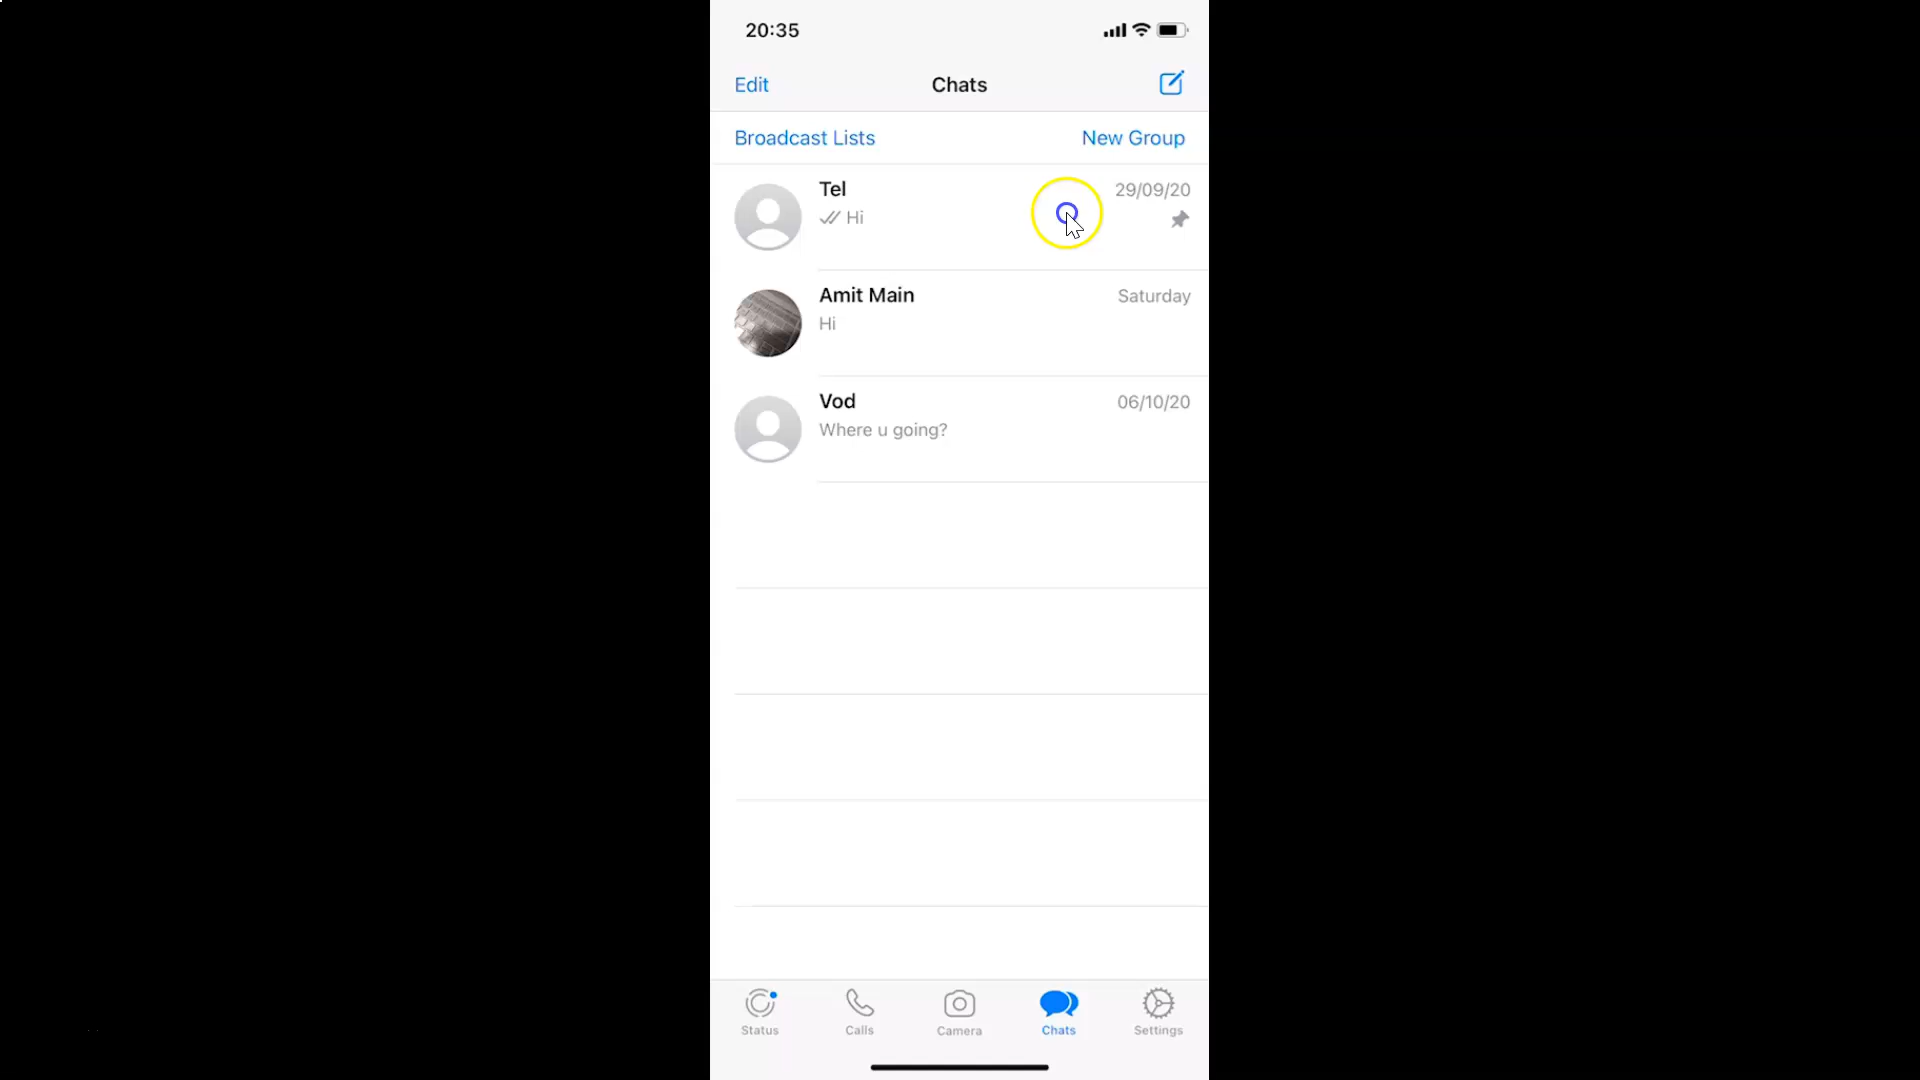 20:35
Edit Chats
Broadcast Lists New Group
Tel 29/09/20
Hi
Amit Main Saturday
Hi
Vod 06/10/20
Where u going?
Status Calls Camera Chats Settings